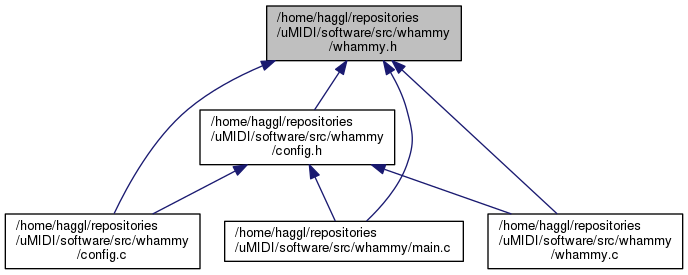 /home/haggl/repositories
/uMIDI/software/src/whammy
/whammy.h
/home/haggl/repositories
/uMIDI/software/src/whammy
/config.h
/home/haggl/repositories
/uMIDI/software/src/whammy
/config.c
/home/haggl/repositories
/uMIDI/software/src/whammy/main.c
/home/haggl/repositories
/uMIDI/software/src/whammy
/whammy.c